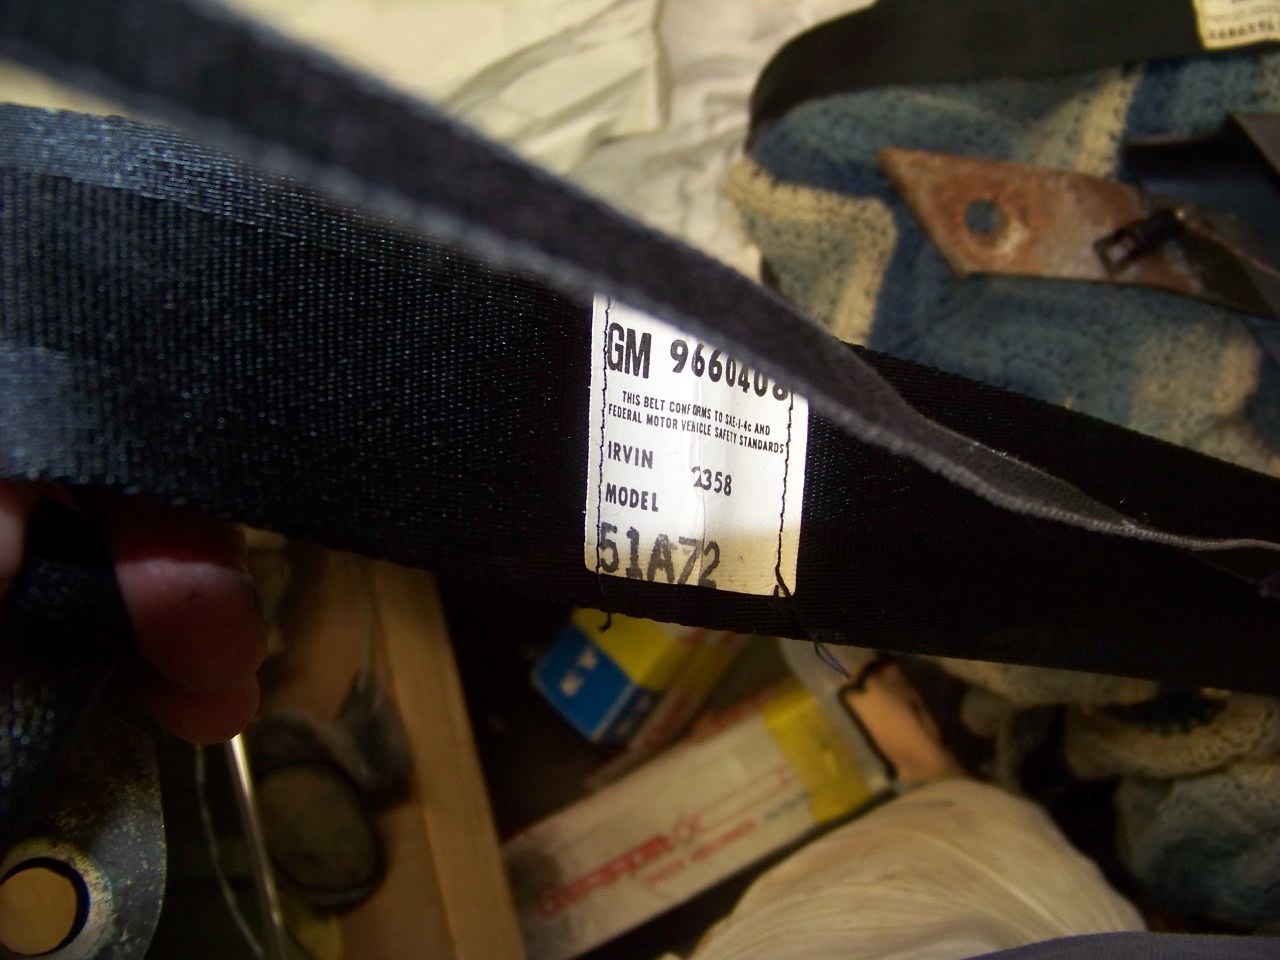 GM 9660408
THIS BELT CONFORMS TO SAE-J-4c AND
FEDERAL MOTOR VEHICLE SAFETY STANDARDS
IRVIN 2358
MODEL
51A72